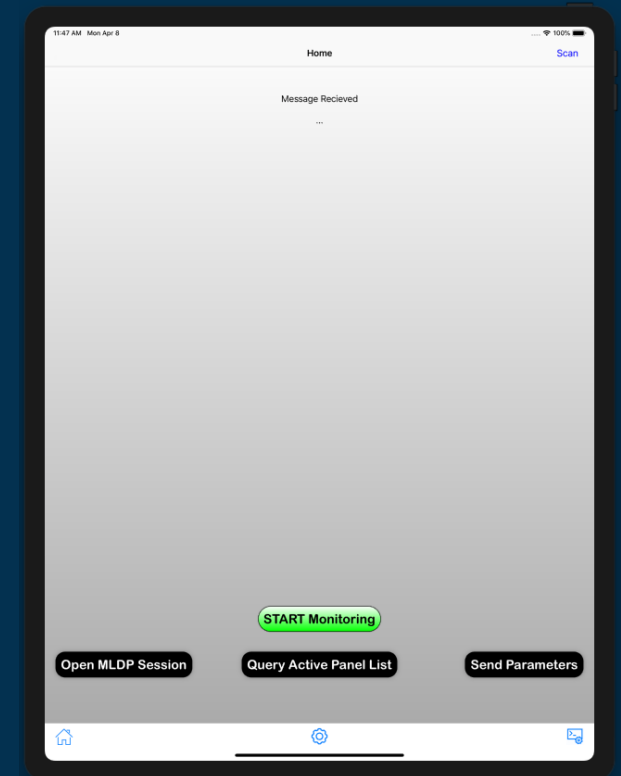 11:47 AM Mon Apr 8
100%
Home
Scan
Message Recieved
...
START Monitoring
Open MLDP Session
Query Active Panel List
Send Parameters